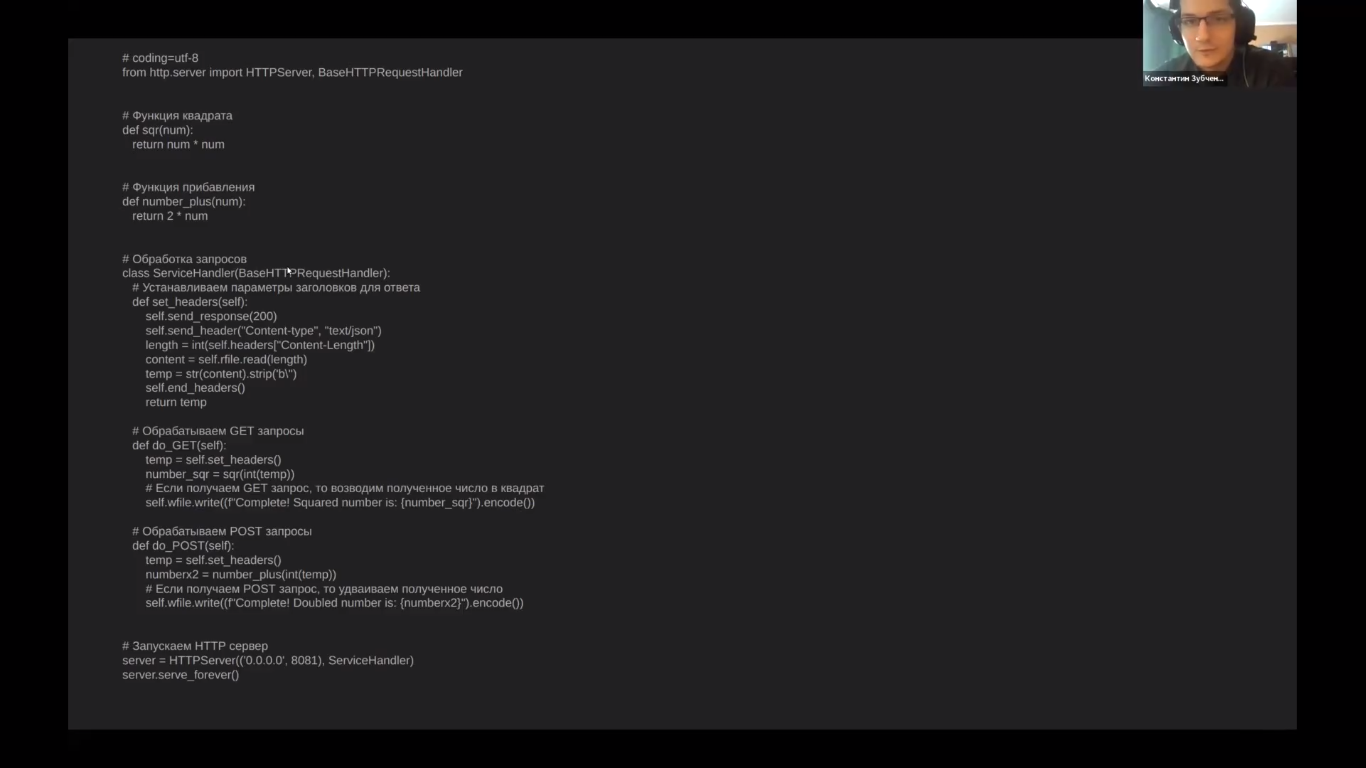 # coding=utf-8
from http.server import HTTPServer, BaseHTTPRequestHandler
# Функция квадрата
def sqr(num):
return num * num
# Функция прибавления
def number_plus(num):
return 2 * num
# Обработка запросов
class ServiceHandler(BaseHTTPRequestHandler):
# Устанавливаем параметры заголовков для ответа
def set_headers(self):
self.send_response(200)
self.send_header("Content-type", "text/json")
length = int(self.headers["Content-Length"])
content = self.rfile.read(length)
temp = str(content).strip('b\'')
self.end_headers()
return temp
# Обрабатываем GET запросы
def do_GET(self):
temp = self.set_headers()
number_sqr = sqr(int(temp))
# Если получаем GET запрос, то возводим полученное число в квадрат
self.wfile.write((f"Complete! Squared number is: {number_sqr}").encode())
# Обрабатываем POST запросы
def do_POST(self):
temp = self.set_headers()
numberx2 = number_plus(int(temp))
# Если получаем POST запрос, то удваиваем полученное число
self.wfile.write((f"Complete! Doubled number is: {numberx2}").encode())
# Запускаем HTTP сервер
server = HTTPServer(('0.0.0.0', 8081), ServiceHandler)
server.serve_forever()
Константин Зубчен...